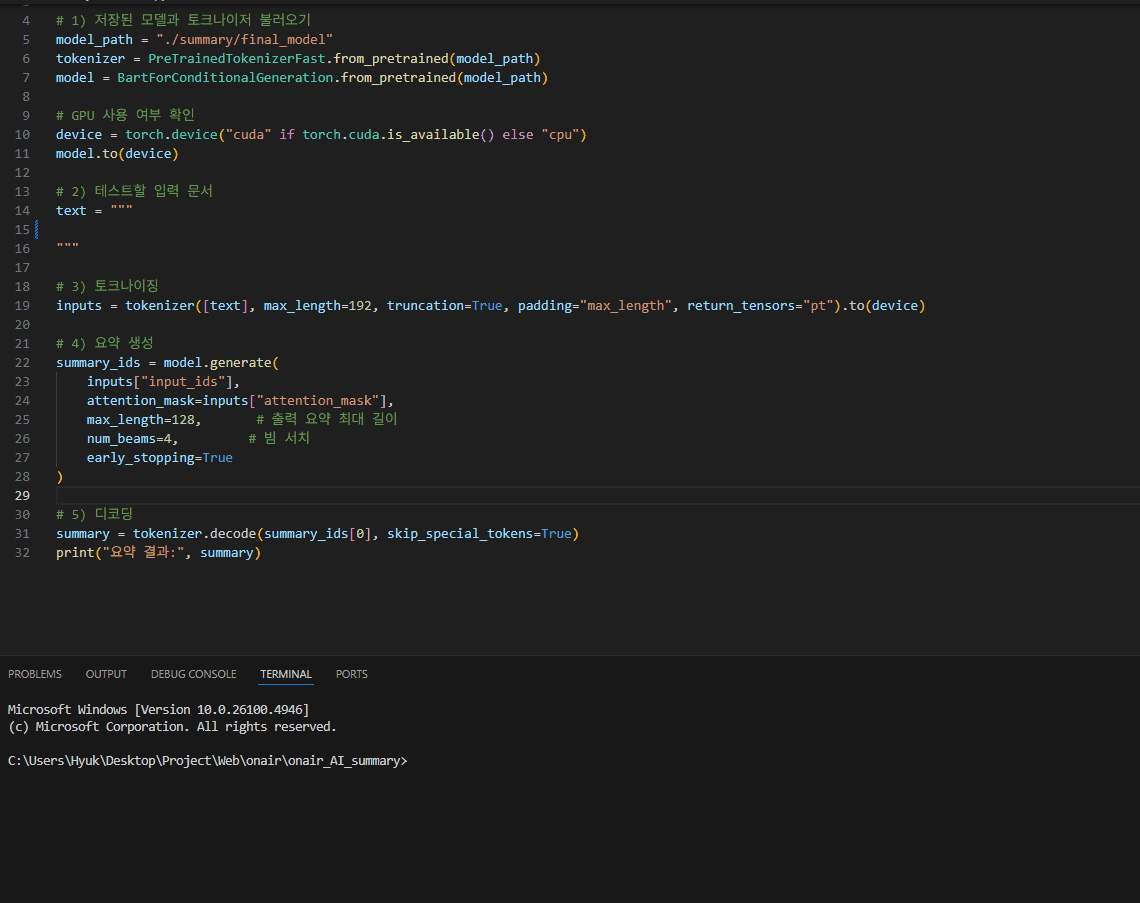 4 # 1) 저장된 모델과 토크나이저 불러오기
5 model_path = "./summary/final_model"
6 tokenizer = PreTrainedTokenizerFast.from_pretrained(model_path)
7 model = BartForConditionalGeneration.from_pretrained(model_path)
8
9 # GPU 사용 여부 확인
10 device = torch.device("cuda" if torch.cuda.is_available() else "cpu")
11 model.to(device)
12
13 # 2) 테스트할 입력 문서
14 text = """
15
16 """
17
18 # 3) 토크나이징
19 inputs = tokenizer([text], max_length=192, truncation=True, padding="max_length", return_tensors="pt").to(device)
20
21 # 4) 요약 생성
22 summary_ids = model.generate(
23     inputs["input_ids"],
24     attention_mask=inputs["attention_mask"],
25     max_length=128,       # 출력 요약 최대 길이
26     num_beams=4,         # 빔 서치
27     early_stopping=True
28 )
29
30 # 5) 디코딩
31 summary = tokenizer.decode(summary_ids[0], skip_special_tokens=True)
32 print("요약 결과:", summary)
PROBLEMS OUTPUT DEBUG CONSOLE TERMINAL PORTS
Microsoft Windows [Version 10.0.26100.4946]
(c) Microsoft Corporation. All rights reserved.
C:\Users\Hyuk\Desktop\Project\Web\onair\onair_AI_summary>